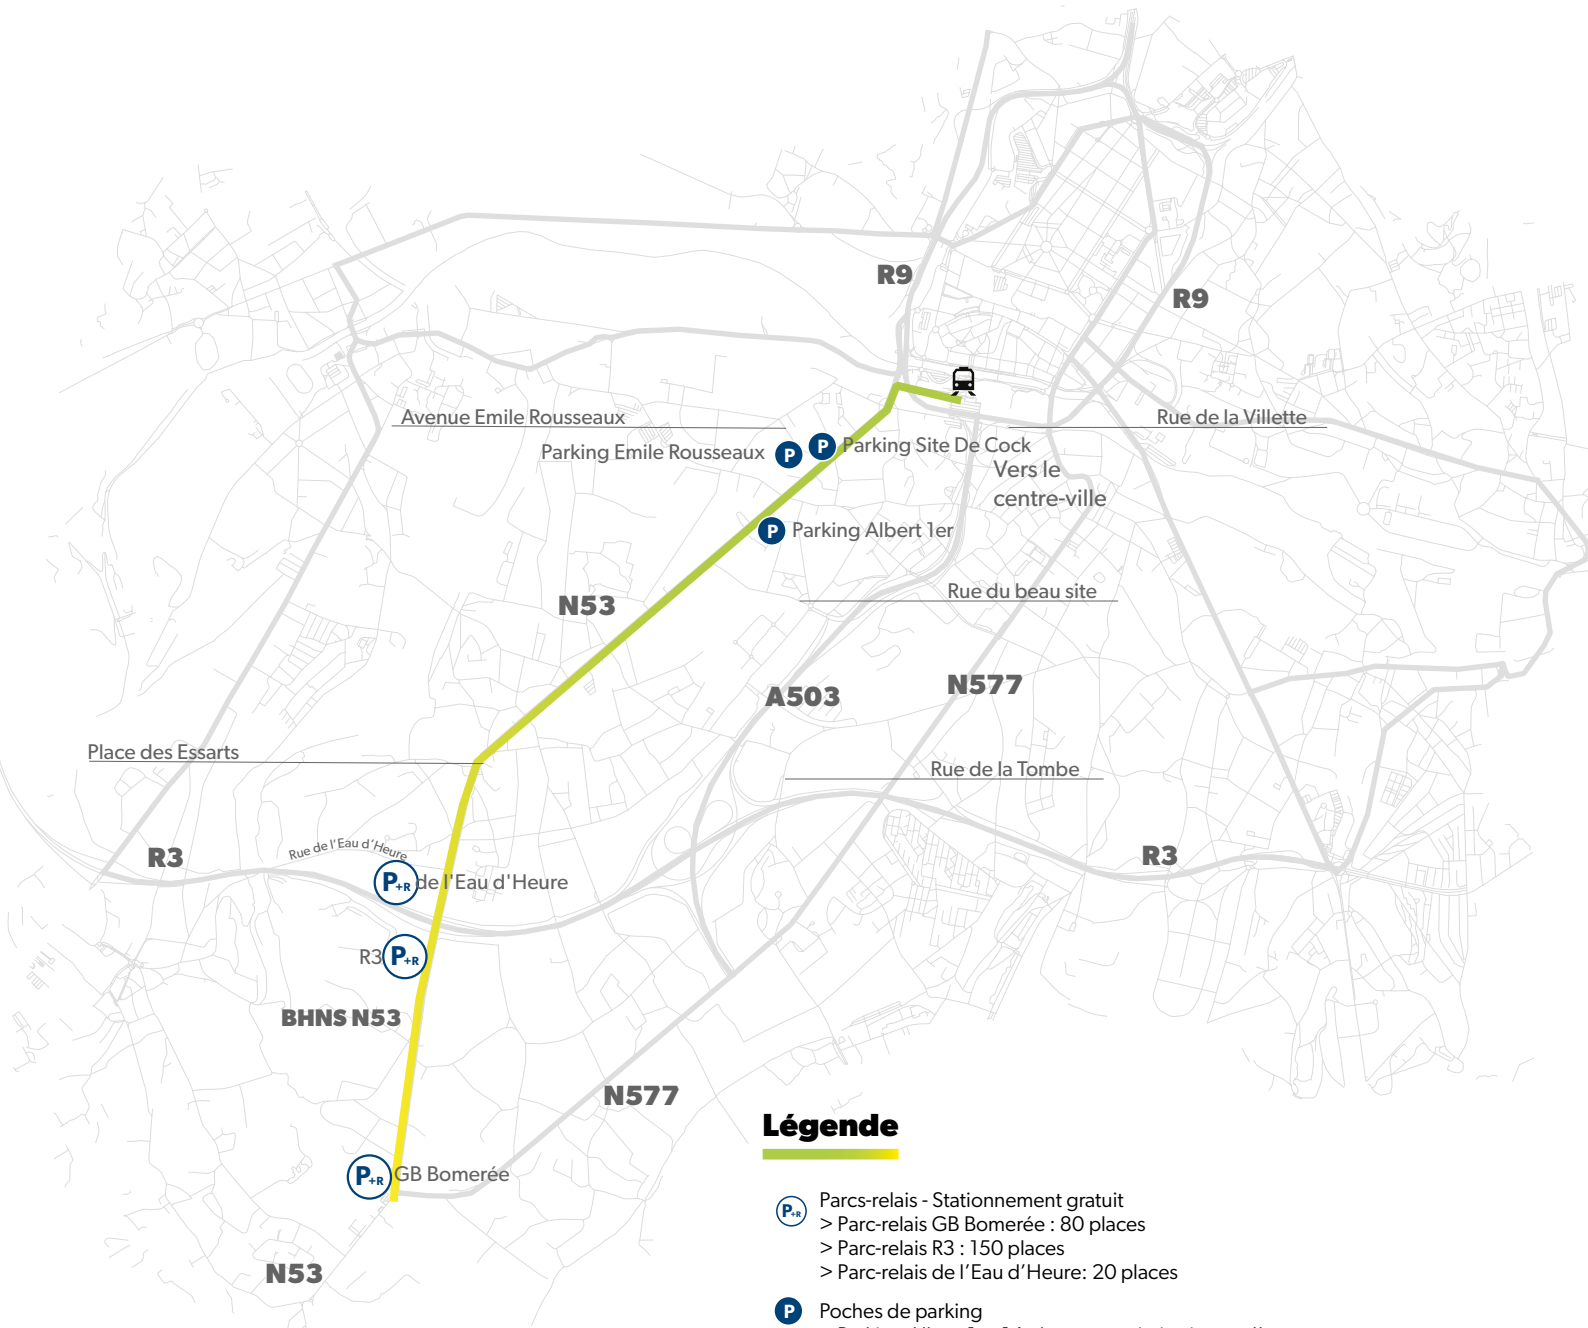 R9
R9
Avenue Emile Rousseaux
Rue de la Villette
Parking Emile Rousseaux
P
P
Parking Site De Cock
Vers le
centre-ville
P
Parking Albert 1er
N53
Rue du beau site
A503
N577
Place des Essarts
Rue de la Tombe
R3
Rue de l'Eau d'Heure
R3
P+R
de l'Eau d'Heure
R3
P+R
BHNS N53
N577
P+R
GB Bomerée
N53
Légende
P+R
Parcs-relais - Stationnement gratuit
> Parc-relais GB Bomerée : 80 places
> Parc-relais R3 : 150 places
> Parc-relais de l'Eau d'Heure: 20 places
P
Poches de parking